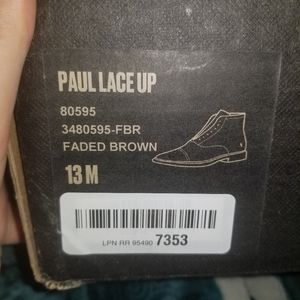 PAUL LACE UP
80595
3480595-FBR
FADED BROWN
13 M
LPN RR 95490 7353